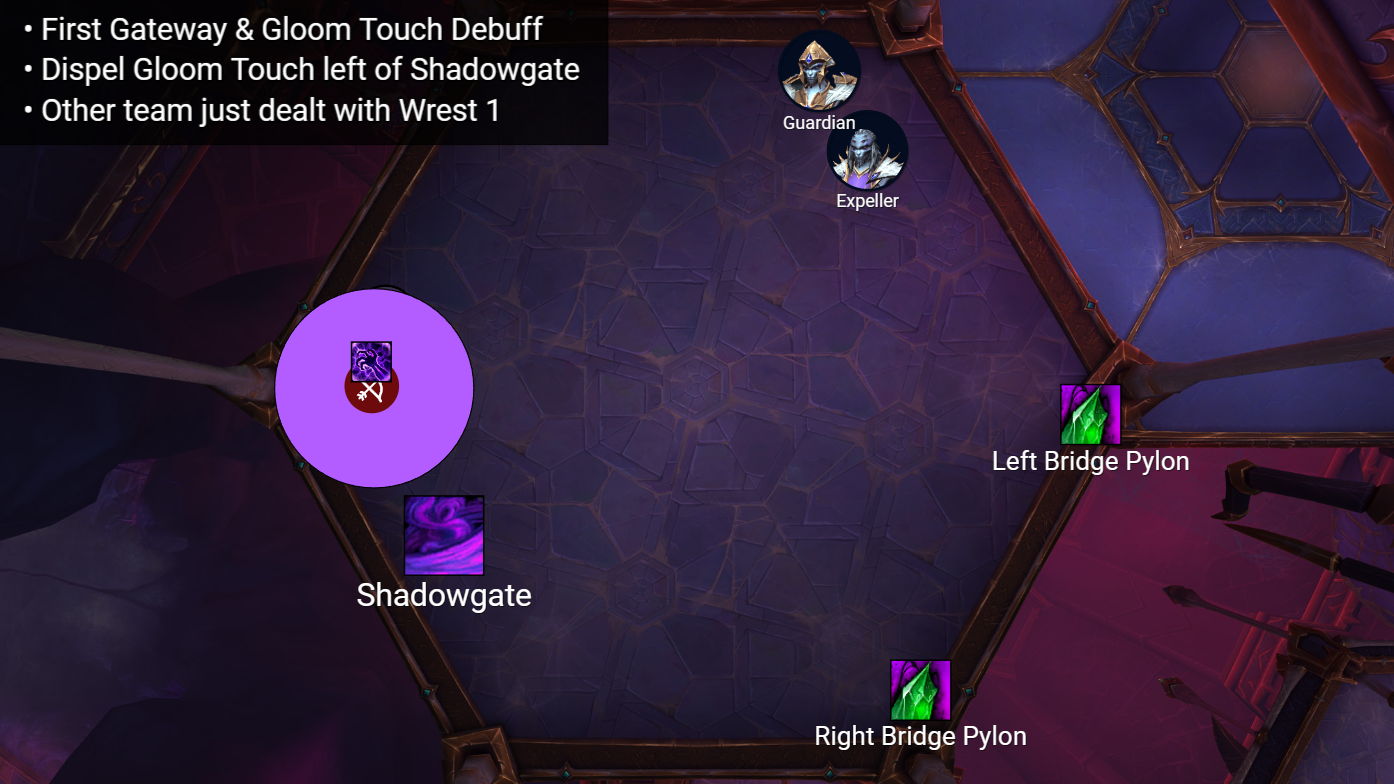 • First Gateway & Gloom Touch Debuff
• Dispel Gloom Touch left of Shadowgate
• Other team just dealt with Wrest 1
Guardian
Expeller
Left Bridge Pylon
Shadowgate
Right Bridge Pylon